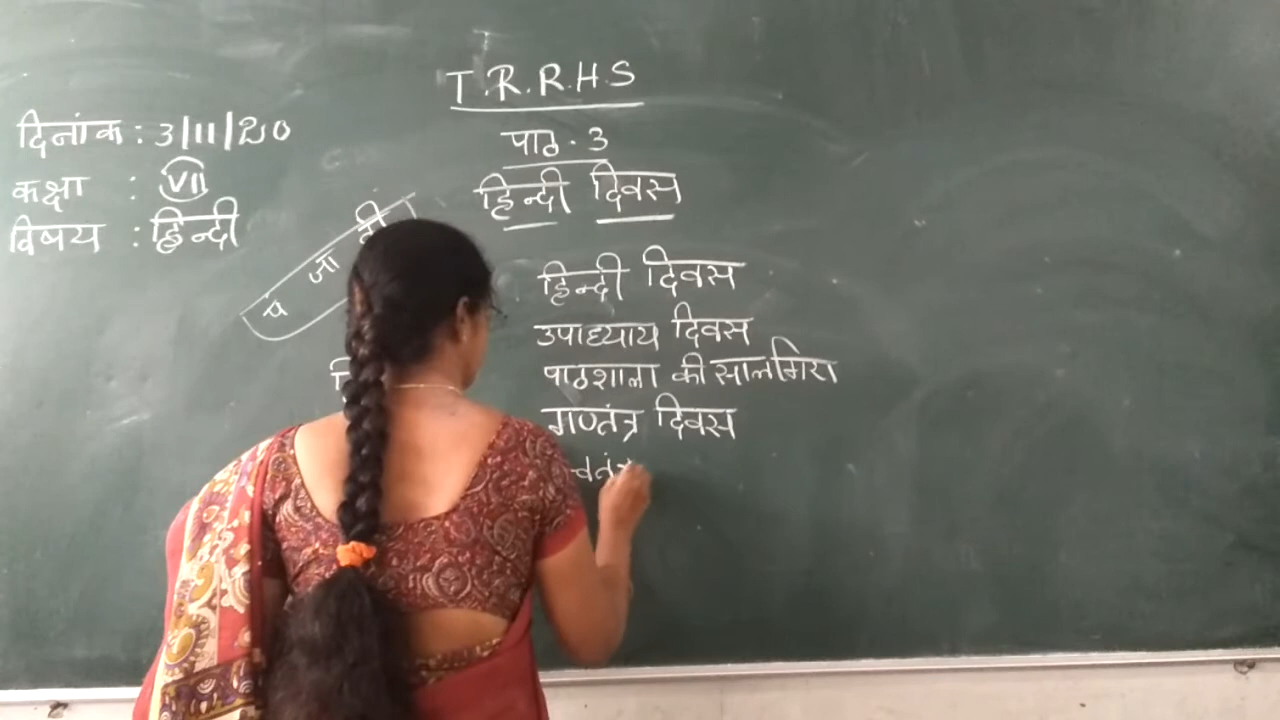 T.R.R.H.S
पाठ. 3
हिन्दी दिवस
दिनांक : 3/11/20
कक्षा : VII
विषय : हिन्दी
हिन्दी दिवस
उपाध्याय दिवस
पाठशाला की सालगिरा
गणतंत्र दिवस